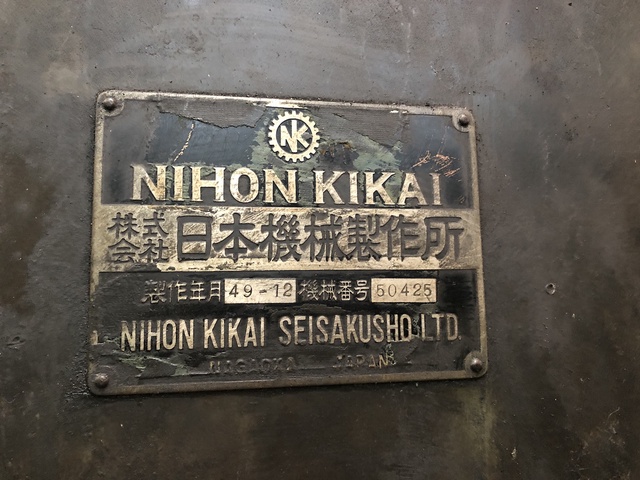 NK
NIHON KIKAI
株式会社 日本機械製作所
製作年月 49-12 機械番号 50425
NIHON KIKAI SEISAKUSHO LTD.
NAGAOKA JAPAN